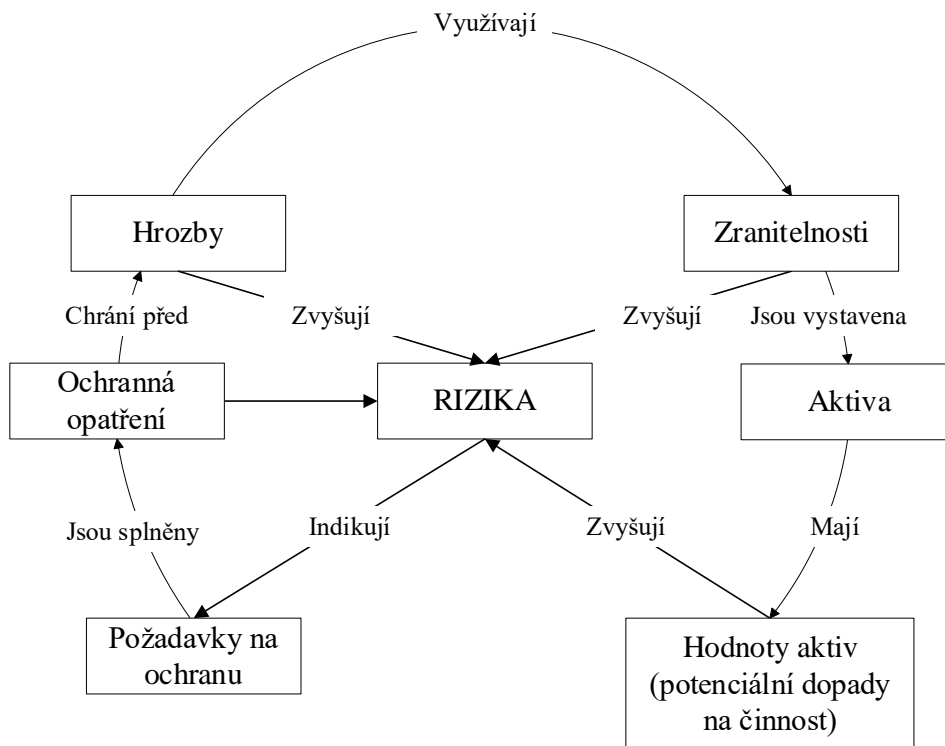 Využívají
Hrozby
Zranitelnosti
Chrání před
Zvyšují
Zvyšují
Jsou vystavena
Ochranná
opatření
RIZIKA
Aktiva
Jsou splněny
Indikují
Zvyšují
Mají
Požadavky na
ochranu
Hodnoty aktiv
(potenciální dopady
na činnost)